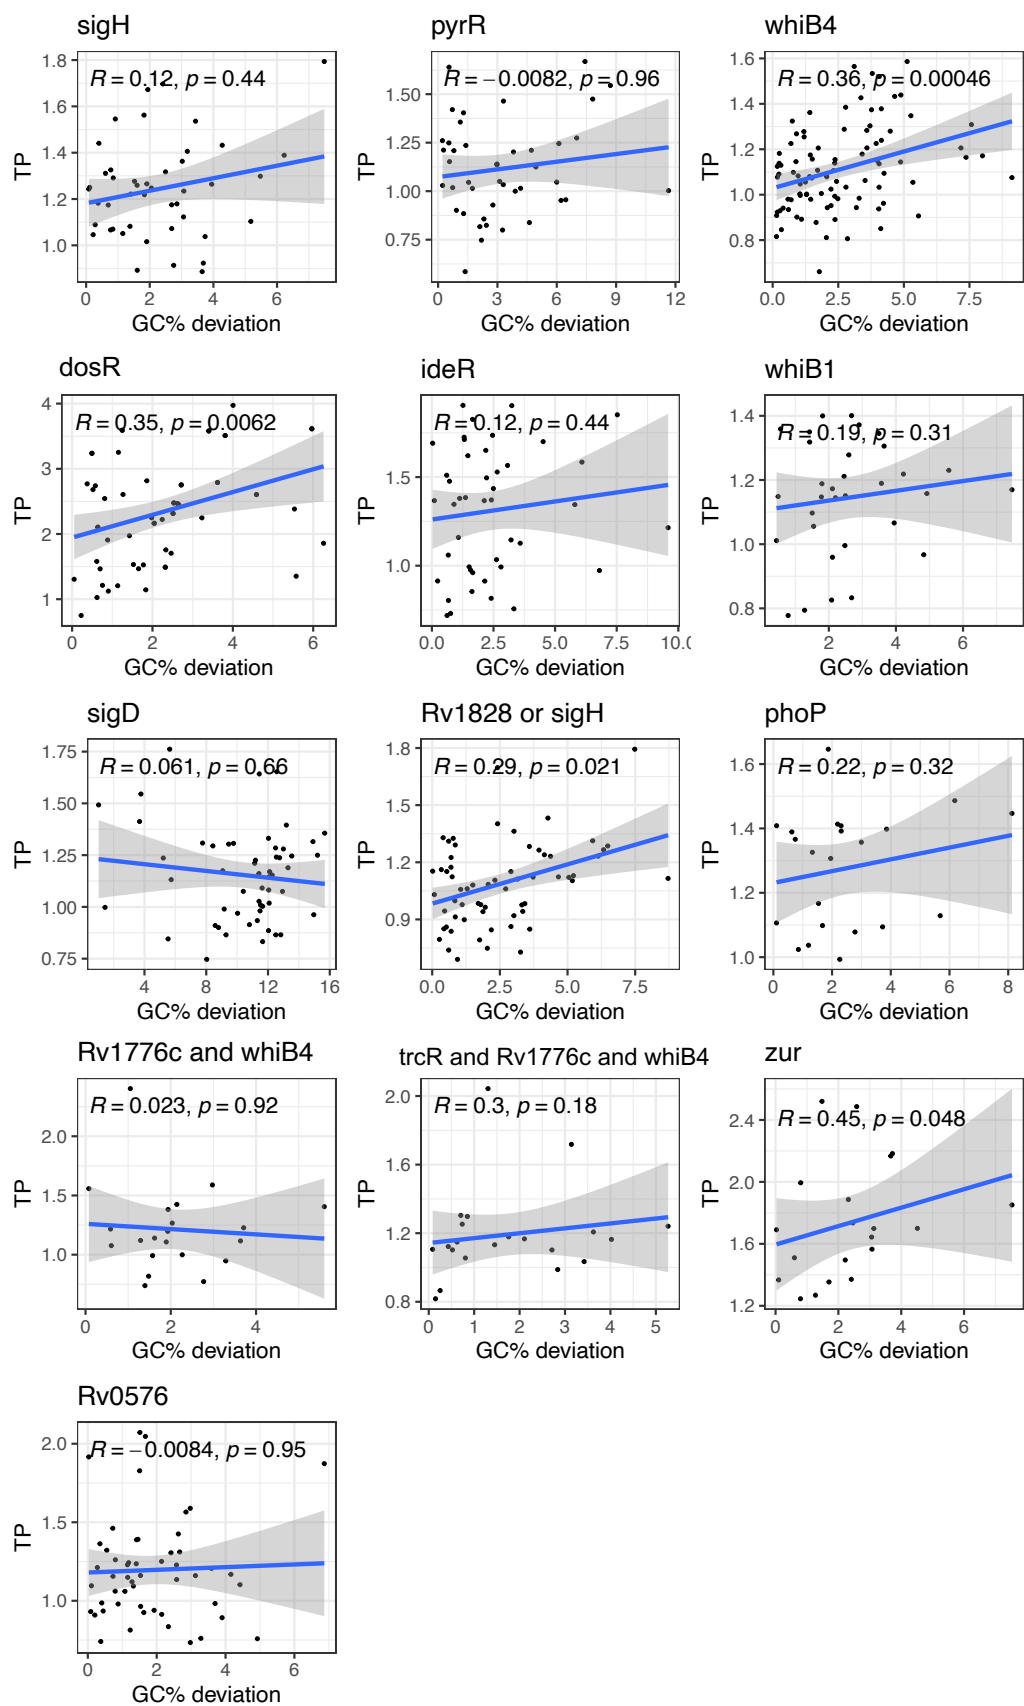 sigH
R = 0.12, p = 0.44
TP
1.8
1.6
1.4
1.2
1.0
0
2
4
6
GC% deviation
pyrR
R = −0.0082, p = 0.96
TP
1.50
1.25
1.00
0.75
0
3
6
9
12
GC% deviation
whiB4
R = 0.36, p = 0.00046
TP
1.6
1.4
1.2
1.0
0.8
0.0
2.5
5.0
7.5
GC% deviation
dosR
R = 0.35, p = 0.0062
TP
4
3
2
1
0
2
4
6
GC% deviation
ideR
R = 0.12, p = 0.44
TP
1.5
1.0
0.0
2.5
5.0
7.5
10.0
GC% deviation
whiB1
R = 0.19, p = 0.31
TP
1.4
1.2
1.0
0.8
2
4
6
GC% deviation
sigD
R = 0.061, p = 0.66
TP
1.75
1.50
1.25
1.00
0.75
4
8
12
16
GC% deviation
Rv1828 or sigH
R = 0.29, p = 0.021
TP
1.8
1.5
1.2
0.9
0.0
2.5
5.0
7.5
GC% deviation
phoP
R = 0.22, p = 0.32
TP
1.6
1.4
1.2
1.0
0
2
4
6
8
GC% deviation
Rv1776c and whiB4
R = 0.023, p = 0.92
TP
2.0
1.5
1.0
0
2
4
GC% deviation
trcR and Rv1776c and whiB4
R = 0.3, p = 0.18
TP
2.0
1.6
1.2
0.8
0
1
2
3
4
5
GC% deviation
zur
R = 0.45, p = 0.048
TP
2.4
2.0
1.6
1.2
0
2
4
6
GC% deviation
Rv0576
R = −0.0084, p = 0.95
TP
2.0
1.5
1.0
0
2
4
6
GC% deviation